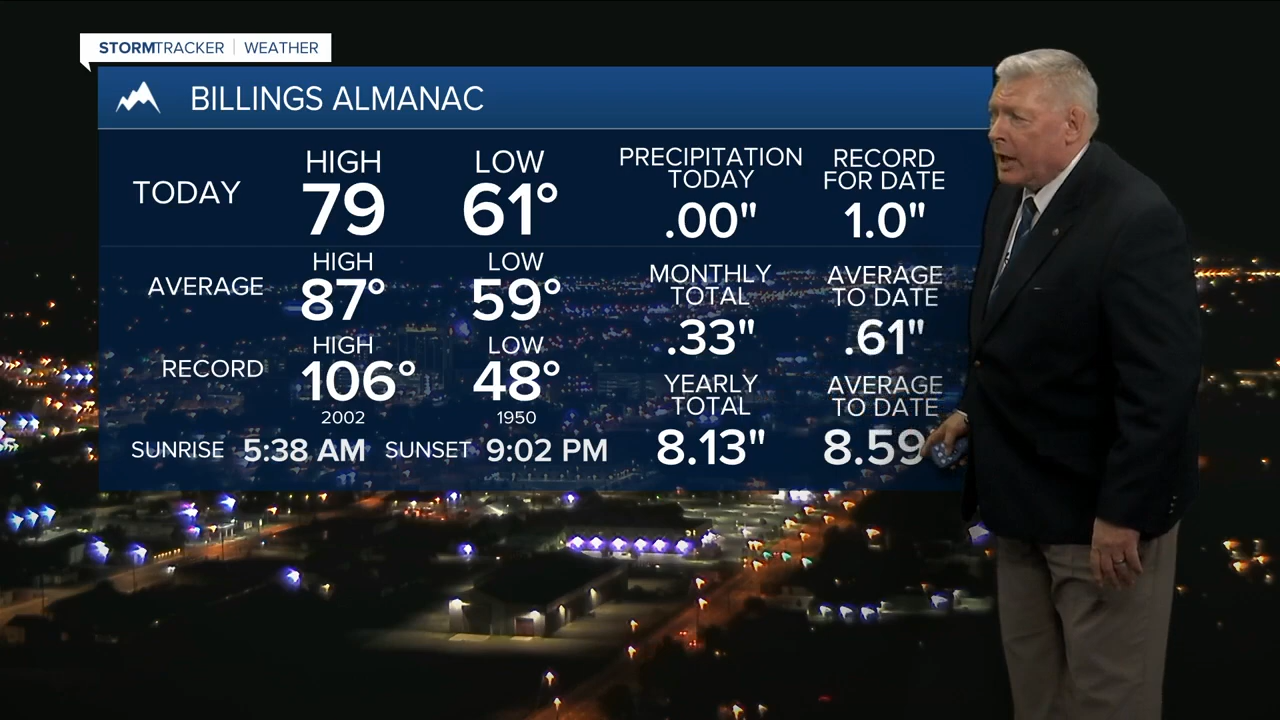 STORMTRACKER | WEATHER
BILLINGS ALMANAC
TODAY
HIGH
79
LOW
61°
PRECIPITATION
TODAY
.00"
RECORD
FOR DATE
1.0"
AVERAGE
HIGH
87°
LOW
59°
MONTHLY
TOTAL
.33"
AVERAGE
TO DATE
.61"
RECORD
HIGH
106°
2002
LOW
48°
1950
YEARLY
TOTAL
8.13"
AVERAGE
TO DATE
8.59
SUNRISE 5:38 AM SUNSET 9:02 PM